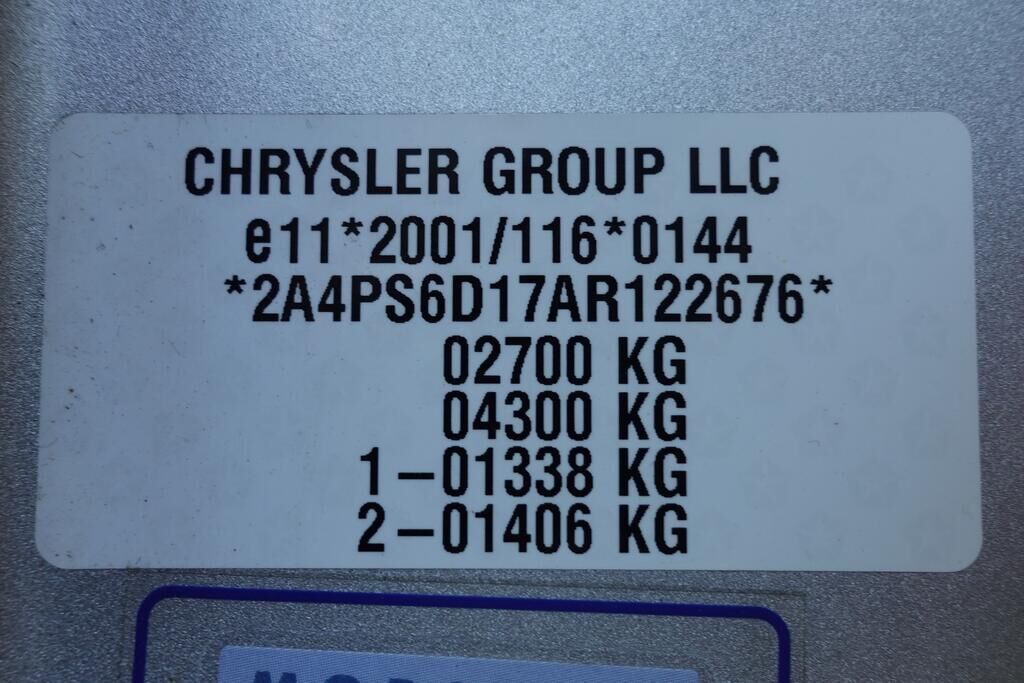 CHRYSLER GROUP LLC
e11*2001/116*0144
*2A4PS6D17AR122676*
02700 KG
04300 KG
1–01338 KG
2–01406 KG